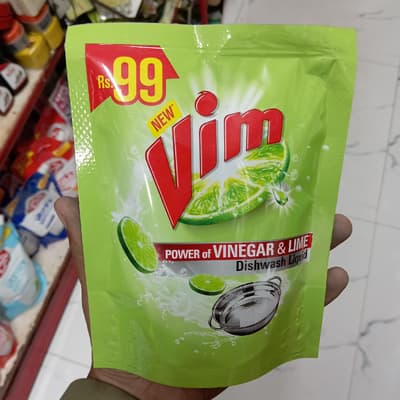 Rs. 99
NEW
Vim
POWER of VINEGAR & LIME
Dishwash Liquid